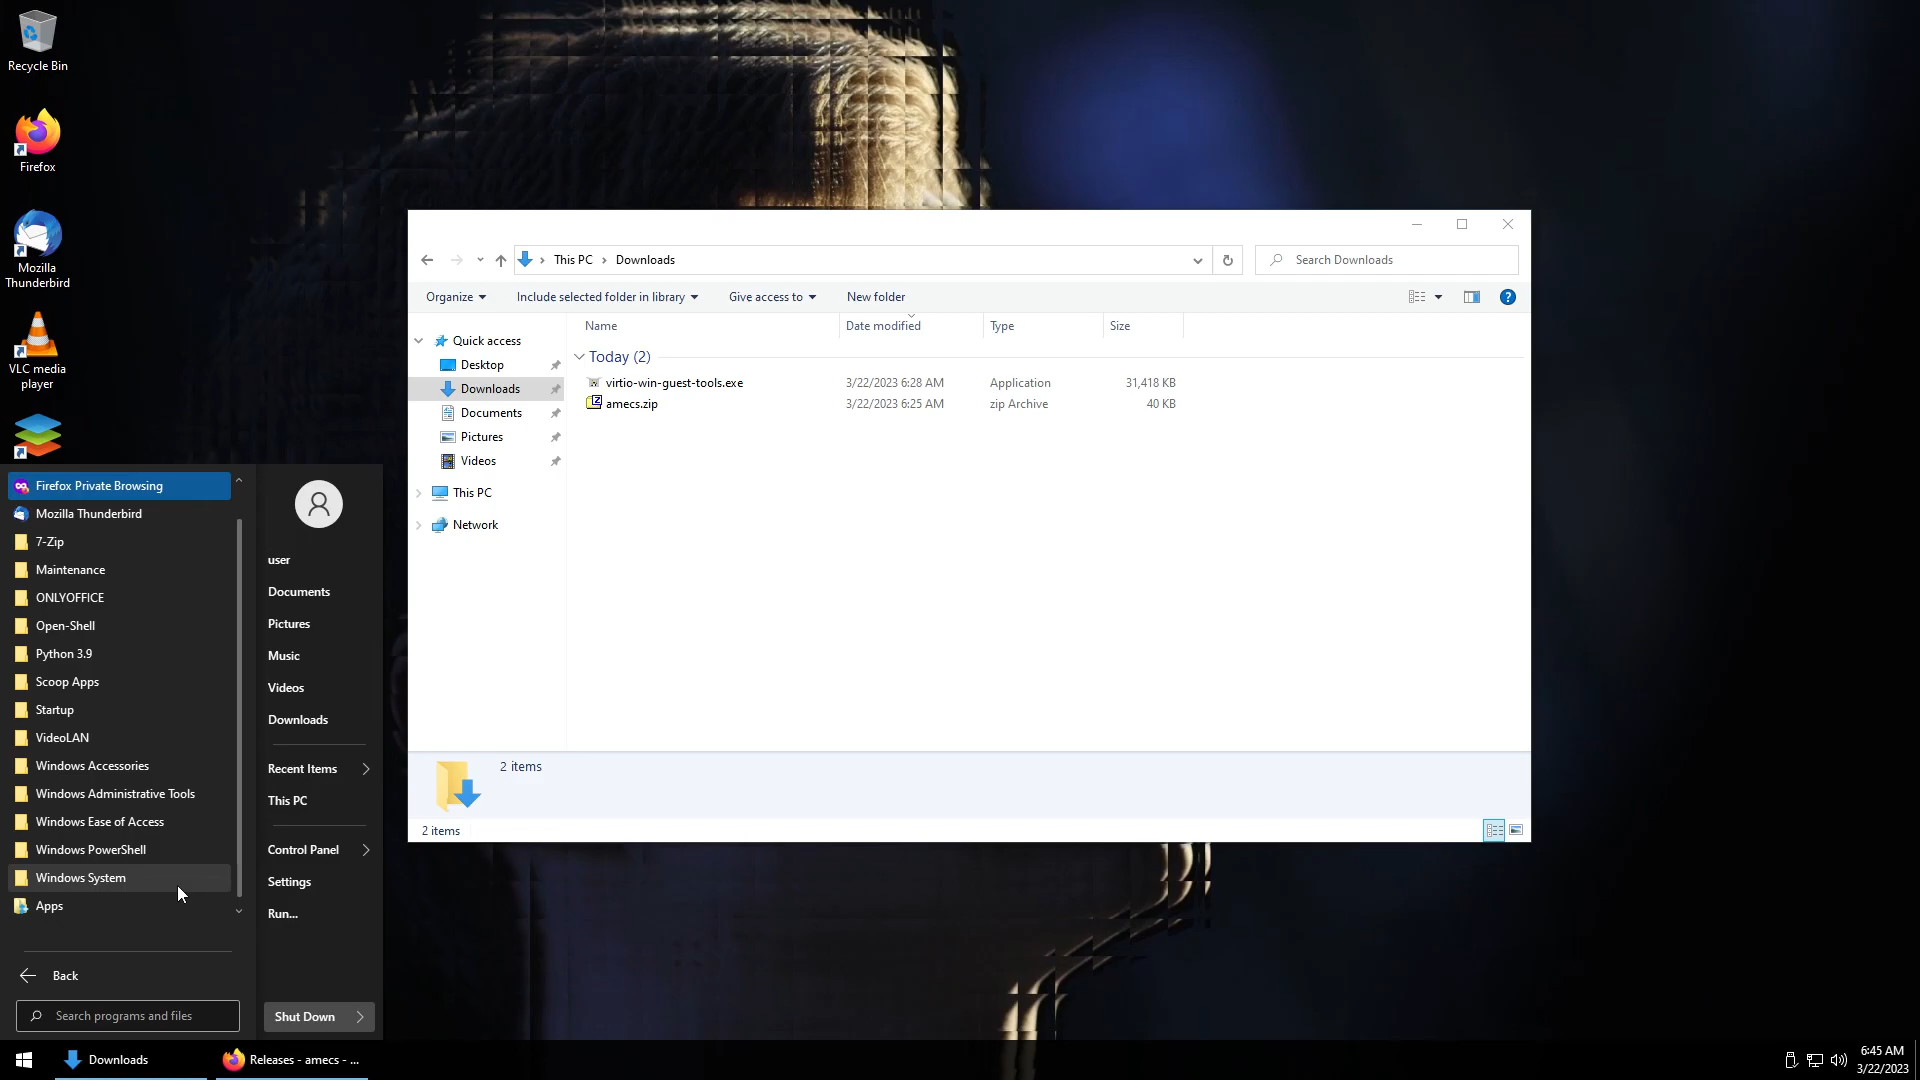 Recycle Bin
Firefox
Mozilla
Thunderbird
VLC media
player
Firefox Private Browsing
Mozilla Thunderbird
7-Zip
Maintenance
ONLYOFFICE
Open-Shell
Python 3.9
Scoop Apps
Startup
VideoLAN
Windows Accessories
Windows Administrative Tools
Windows Ease of Access
Windows PowerShell
Windows System
Apps
Back
Search programs and files
user
Documents
Pictures
Music
Videos
Downloads
Recent Items
This PC
Control Panel
Settings
Run...
Shut Down
This PC Downloads
Search Downloads
Organize Include selected folder in library Give access to New folder
Quick access
Desktop
Downloads
Documents
Pictures
Videos
This PC
Network
Name Date modified Type Size
Today (2)
virtio-win-guest-tools.exe 3/22/2023 6:28 AM Application 31,418 KB
amecs.zip 3/22/2023 6:25 AM zip Archive 40 KB
2 items
2 items
Downloads
Releases - amecs - ...
6:45 AM
3/22/2023